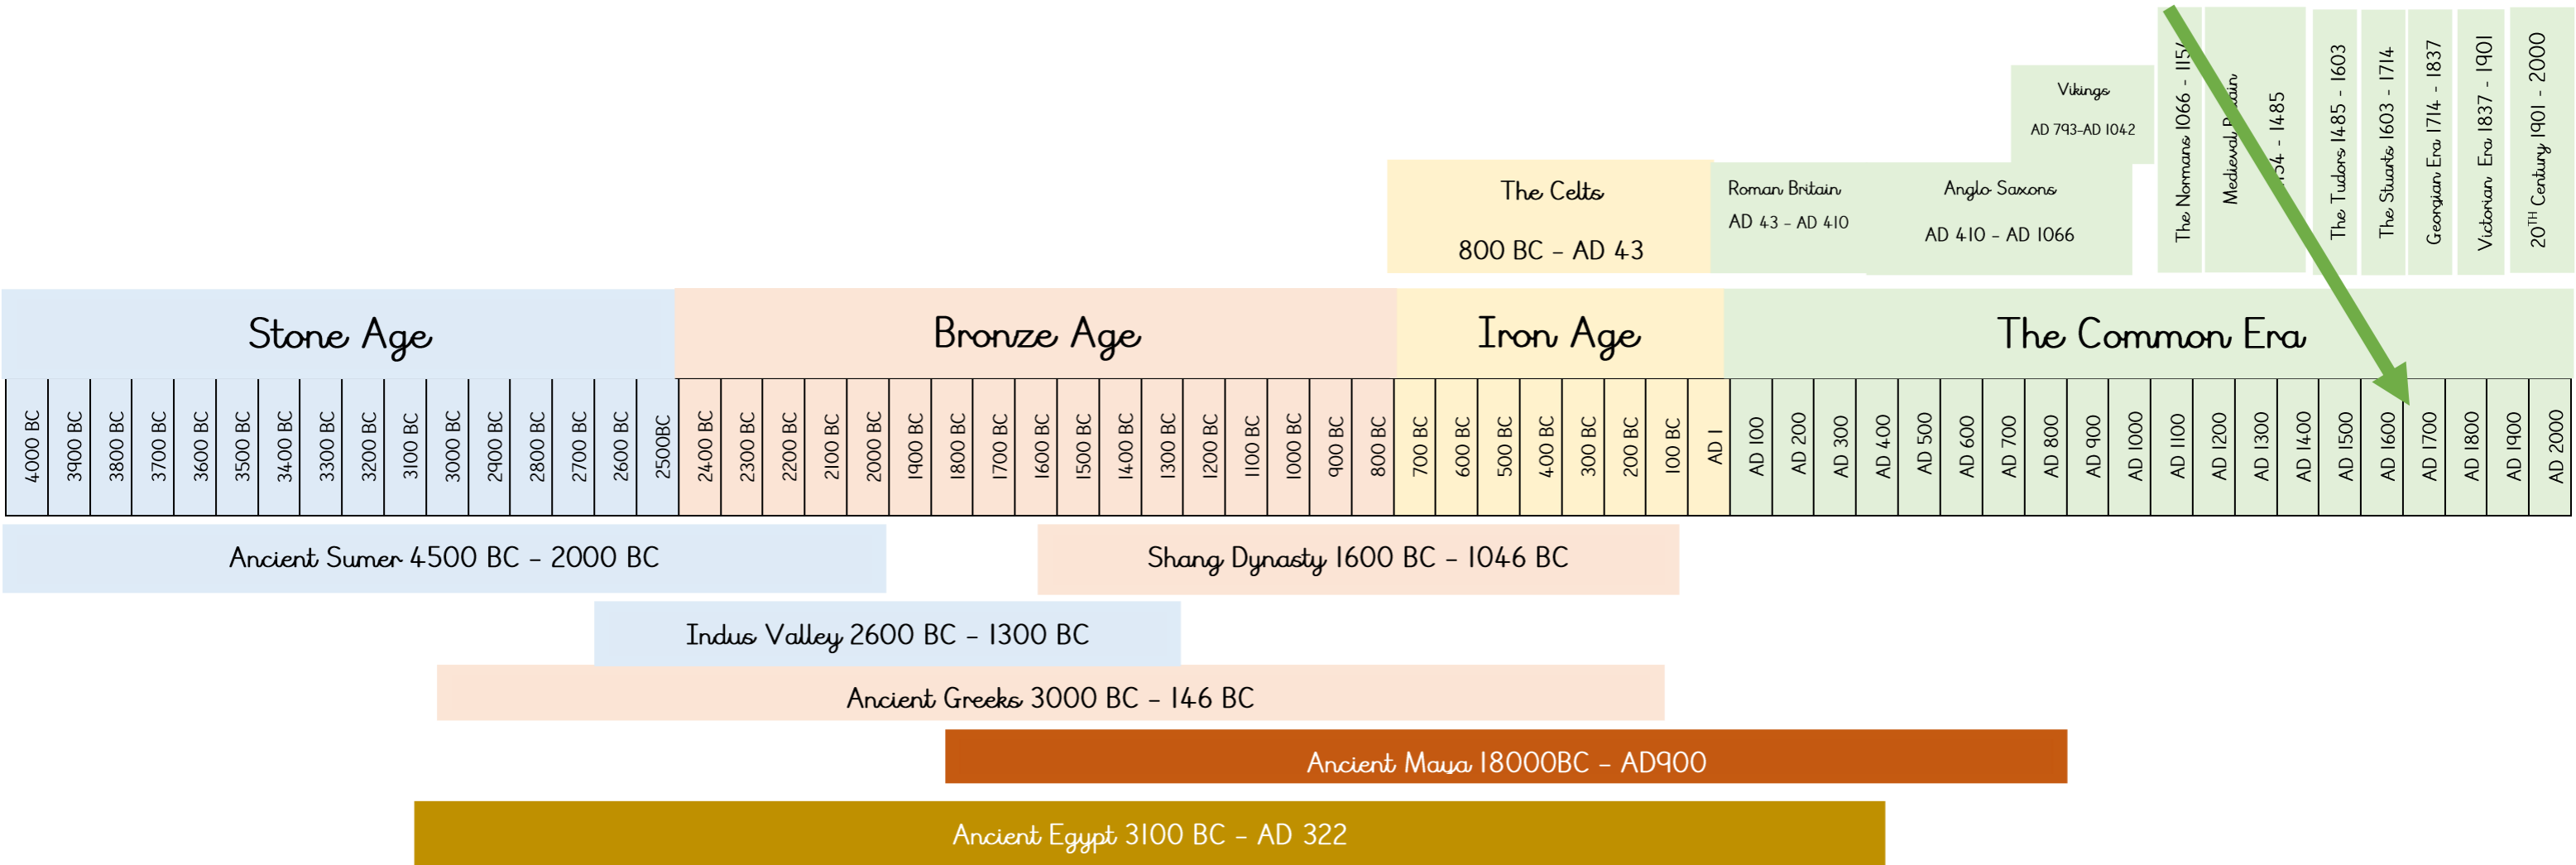 Vikings
AD 793-AD 1042
The Normans 1066 - 1154
Medieval Britain
1154 - 1485
The Tudors 1485 - 1603
The Stuarts 1603 - 1714
Georgian Era 1714 - 1837
Victorian Era 1837 - 1901
20TH Century 1901 - 2000
The Celts
800 BC - AD 43
Roman Britain
AD 43 - AD 410
Anglo Saxons
AD 410 - AD 1066
Stone Age
Bronze Age
Iron Age
The Common Era
4000 BC
3900 BC
3800 BC
3700 BC
3600 BC
3500 BC
3400 BC
3300 BC
3200 BC
3100 BC
3000 BC
2900 BC
2800 BC
2700 BC
2600 BC
2500BC
2400 BC
2300 BC
2200 BC
2100 BC
2000 BC
1900 BC
1800 BC
1700 BC
1600 BC
1500 BC
1400 BC
1300 BC
1200 BC
1100 BC
1000 BC
900 BC
800 BC
700 BC
600 BC
500 BC
400 BC
300 BC
200 BC
100 BC
AD 1
AD 100
AD 200
AD 300
AD 400
AD 500
AD 600
AD 700
AD 800
AD 900
AD 1000
AD 1100
AD 1200
AD 1300
AD 1400
AD 1500
AD 1600
AD 1700
AD 1800
AD 1900
AD 2000
Ancient Sumer 4500 BC - 2000 BC
Shang Dynasty 1600 BC - 1046 BC
Indus Valley 2600 BC - 1300 BC
Ancient Greeks 3000 BC - 146 BC
Ancient Maya 18000BC - AD900
Ancient Egypt 3100 BC - AD 322